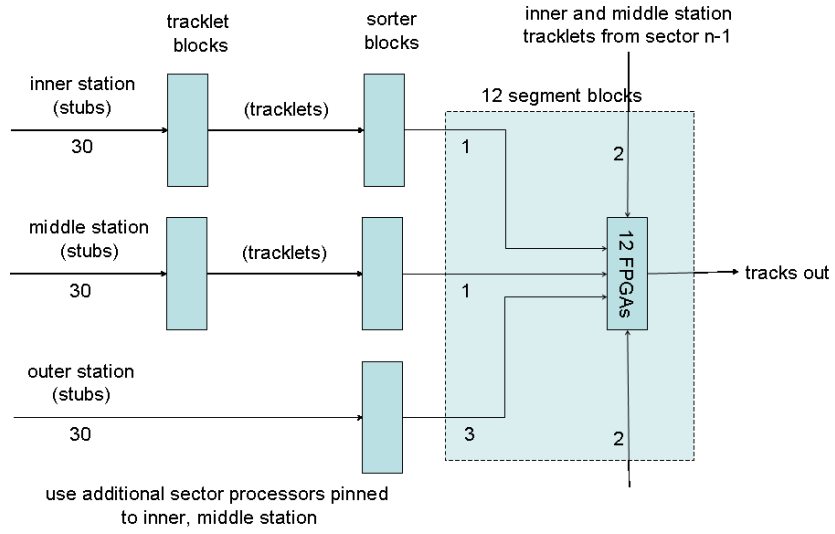 tracklet
blocks
sorter
blocks
inner and middle station
tracklets from sector n-1
inner station
(stubs)
30
(tracklets)
12 segment blocks
1
2
middle station
(stubs)
30
(tracklets)
1
12 FPGAs
tracks out
outer station
(stubs)
30
3
2
use additional sector processors pinned
to inner, middle station